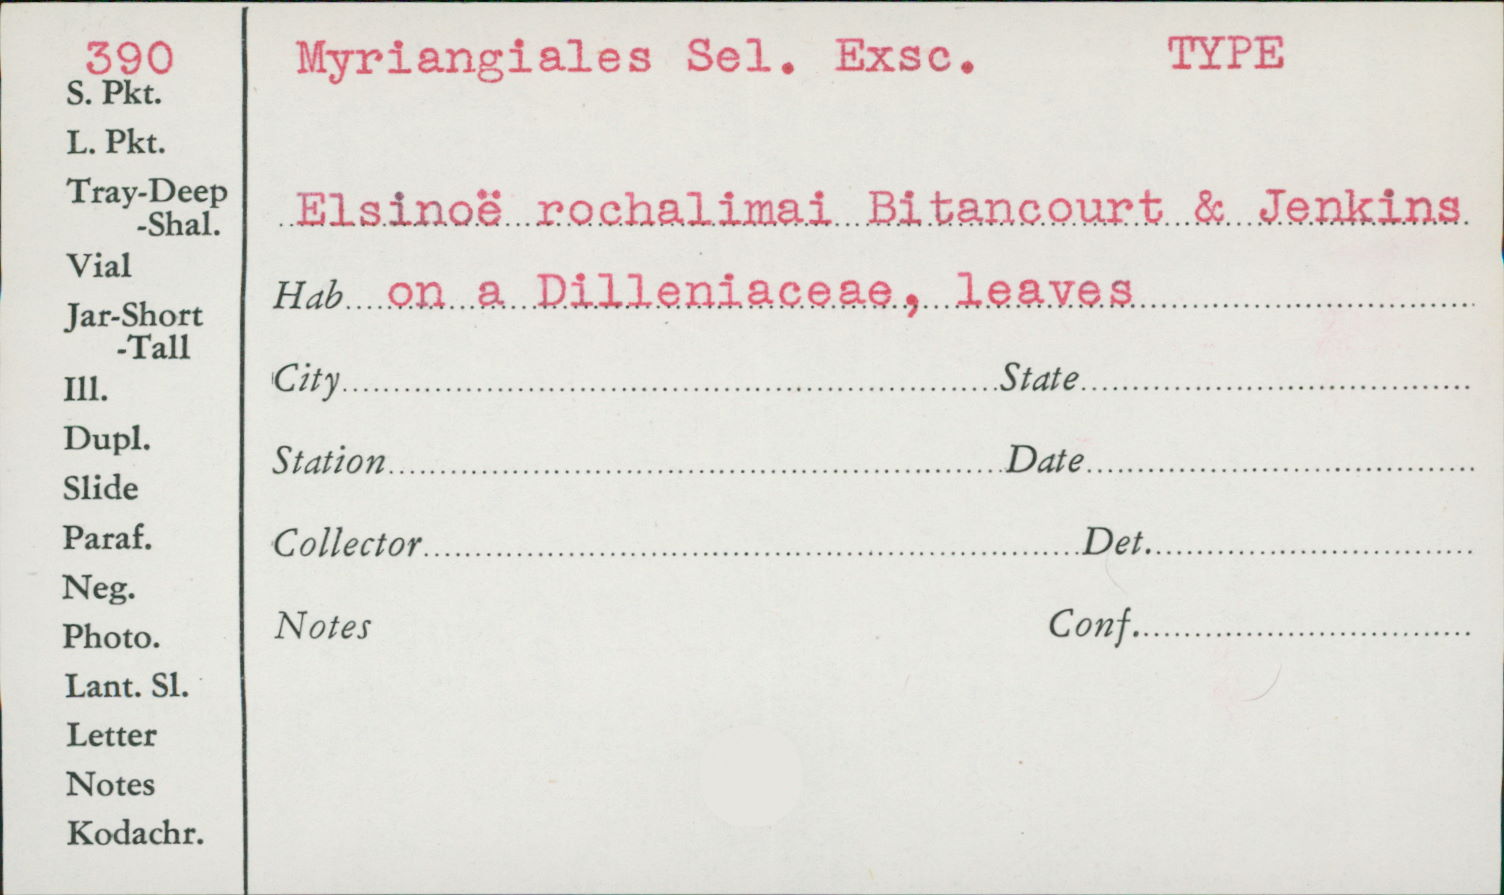 390
S. Pkt.
L. Pkt.
Tray-Deep
-Shal.
Vial
Jar-Short
-Tall
Ill.
Dupl.
Slide
Paraf.
Neg.
Photo.
Lant. Sl.
Letter
Notes
Kodachr.
Myriangiales Sel. Exsc. TYPE
Elsinoë rochalimai Bitancourt & Jenkins
Hab on a Dilleniaceae, leaves
City State
Station Date
Collector Det.
Notes Conf.